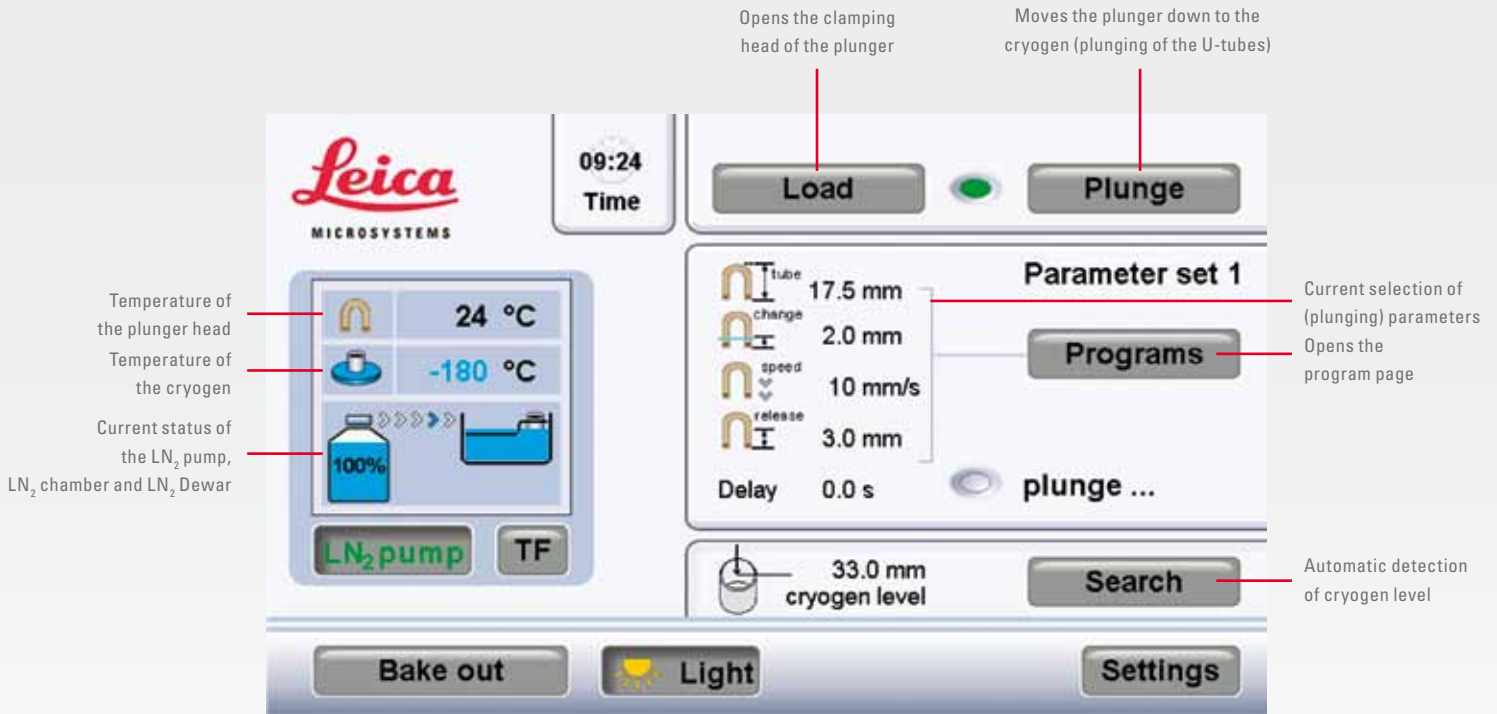 Opens the clamping
head of the plunger
Moves the plunger down to the
cryogen (plunging of the U-tubes)
Leica
MICROSYSTEMS
09:24
Time
Load
Plunge
Temperature of
the plunger head
24 °C
Temperature of
the cryogen
-180 °C
Current status of
the LN₂ pump,
LN₂ chamber and LN₂ Dewar
100%
LN₂ pump
TF
Parameter set 1
tube
17.5 mm
change
2.0 mm
speed
10 mm/s
release
3.0 mm
Delay 0.0 s
Programs
plunge ...
Current selection of
(plunging) parameters
Opens the
program page
33.0 mm
cryogen level
Search
Automatic detection
of cryogen level
Bake out
Light
Settings